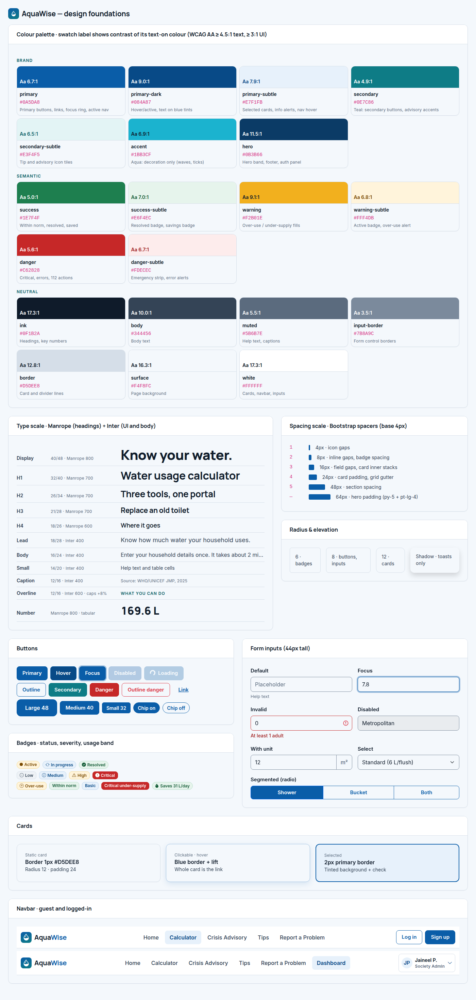 AquaWise — design foundations
Colour palette · swatch label shows contrast of its text-on colour (WCAG AA ≥ 4.5:1 text, ≥ 3:1 UI)
BRAND
Aa 6.7:1
primary
#0A5DA8
Primary buttons, links, focus ring, active nav
Aa 9.0:1
primary-dark
#084A87
Hover/active, text on blue tints
Aa 7.9:1
primary-subtle
#E7F1FB
Selected cards, info alerts, nav hover
Aa 4.9:1
secondary
#0E7C86
Teal: secondary buttons, advisory accents
Aa 6.5:1
secondary-subtle
#E3F4F5
Tip and advisory icon tiles
Aa 6.9:1
accent
#1BB3CF
Aqua: decoration only (waves, ticks)
Aa 11.5:1
hero
#0B3B66
Hero band, footer, auth panel
SEMANTIC
Aa 5.0:1
success
#1E7F4F
Within norm, resolved, saved
Aa 7.0:1
success-subtle
#E6F4EC
Resolved badge, savings badge
Aa 9.1:1
warning
#F2B01E
Over-use / under-supply fills
Aa 6.8:1
warning-subtle
#FFF4DB
Active badge, over-use alert
Aa 5.6:1
danger
#C62828
Critical, errors, 112 actions
Aa 6.7:1
danger-subtle
#FDECEC
Emergency strip, error alerts
NEUTRAL
Aa 17.3:1
ink
#0F1B2A
Headings, key numbers
Aa 10.0:1
body
#344456
Body text
Aa 5.5:1
muted
#5B6B7E
Help text, captions
Aa 3.5:1
input-border
#7B8A9C
Form control borders
Aa 12.8:1
border
#D5DEE8
Card and divider lines
Aa 16.3:1
surface
#F4F8FC
Page background
Aa 17.3:1
white
#FFFFFF
Cards, navbar, inputs
Type scale · Manrope (headings) + Inter (UI and body)
Display 40/48 · Manrope 800 Know your water.
H1 32/40 · Manrope 700 Water usage calculator
H2 26/34 · Manrope 700 Three tools, one portal
H3 21/28 · Manrope 700 Replace an old toilet
H4 18/26 · Manrope 600 Where it goes
Lead 18/28 · Inter 400 Know how much water your household uses.
Body 16/24 · Inter 400 Enter your household details once. It takes about 2 mi...
Small 14/20 · Inter 400 Help text and table cells
Caption 12/16 · Inter 400 Source: WHO/UNICEF JMP, 2025
Overline 12/16 · Inter 600 · caps +8% WHAT YOU CAN DO
Number Manrope 800 · tabular 169.6 L
Spacing scale · Bootstrap spacers (base 4px)
1 4px · icon gaps
2 8px · inline gaps, badge spacing
3 16px · field gaps, card inner stacks
4 24px · card padding, grid gutter
5 48px · section spacing
— 64px · hero padding (py-5 + pt-lg-4)
Radius & elevation
6 ·
badges
8 · buttons,
inputs
12 ·
cards
Shadow · toasts
only
Buttons
Primary Hover Focus Disabled Loading
Outline Secondary Danger Outline danger Link
Large 48 Medium 40 Small 32 Chip on Chip off
Badges · status, severity, usage band
Active In progress Resolved
Low Medium High Critical
Over-use Within norm Basic Critical under-supply Saves 31 L/day
Form inputs (44px tall)
Default
Placeholder
Help text
Focus
7.8
Invalid
0
At least 1 adult
Disabled
Metropolitan
With unit
12 m²
Select
Standard (6 L/flush)
Segmented (radio)
Shower Bucket Both
Cards
Static card
Border 1px #D5DEE8
Radius 12 · padding 24
Clickable · hover
Blue border + lift
Whole card is the link
Selected
2px primary border
Tinted background + check
Navbar · guest and logged-in
AquaWise Home Calculator Crisis Advisory Tips Report a Problem Log in Sign up
AquaWise Home Calculator Crisis Advisory Tips Report a Problem Dashboard JP Jaineel P.
Society Admin